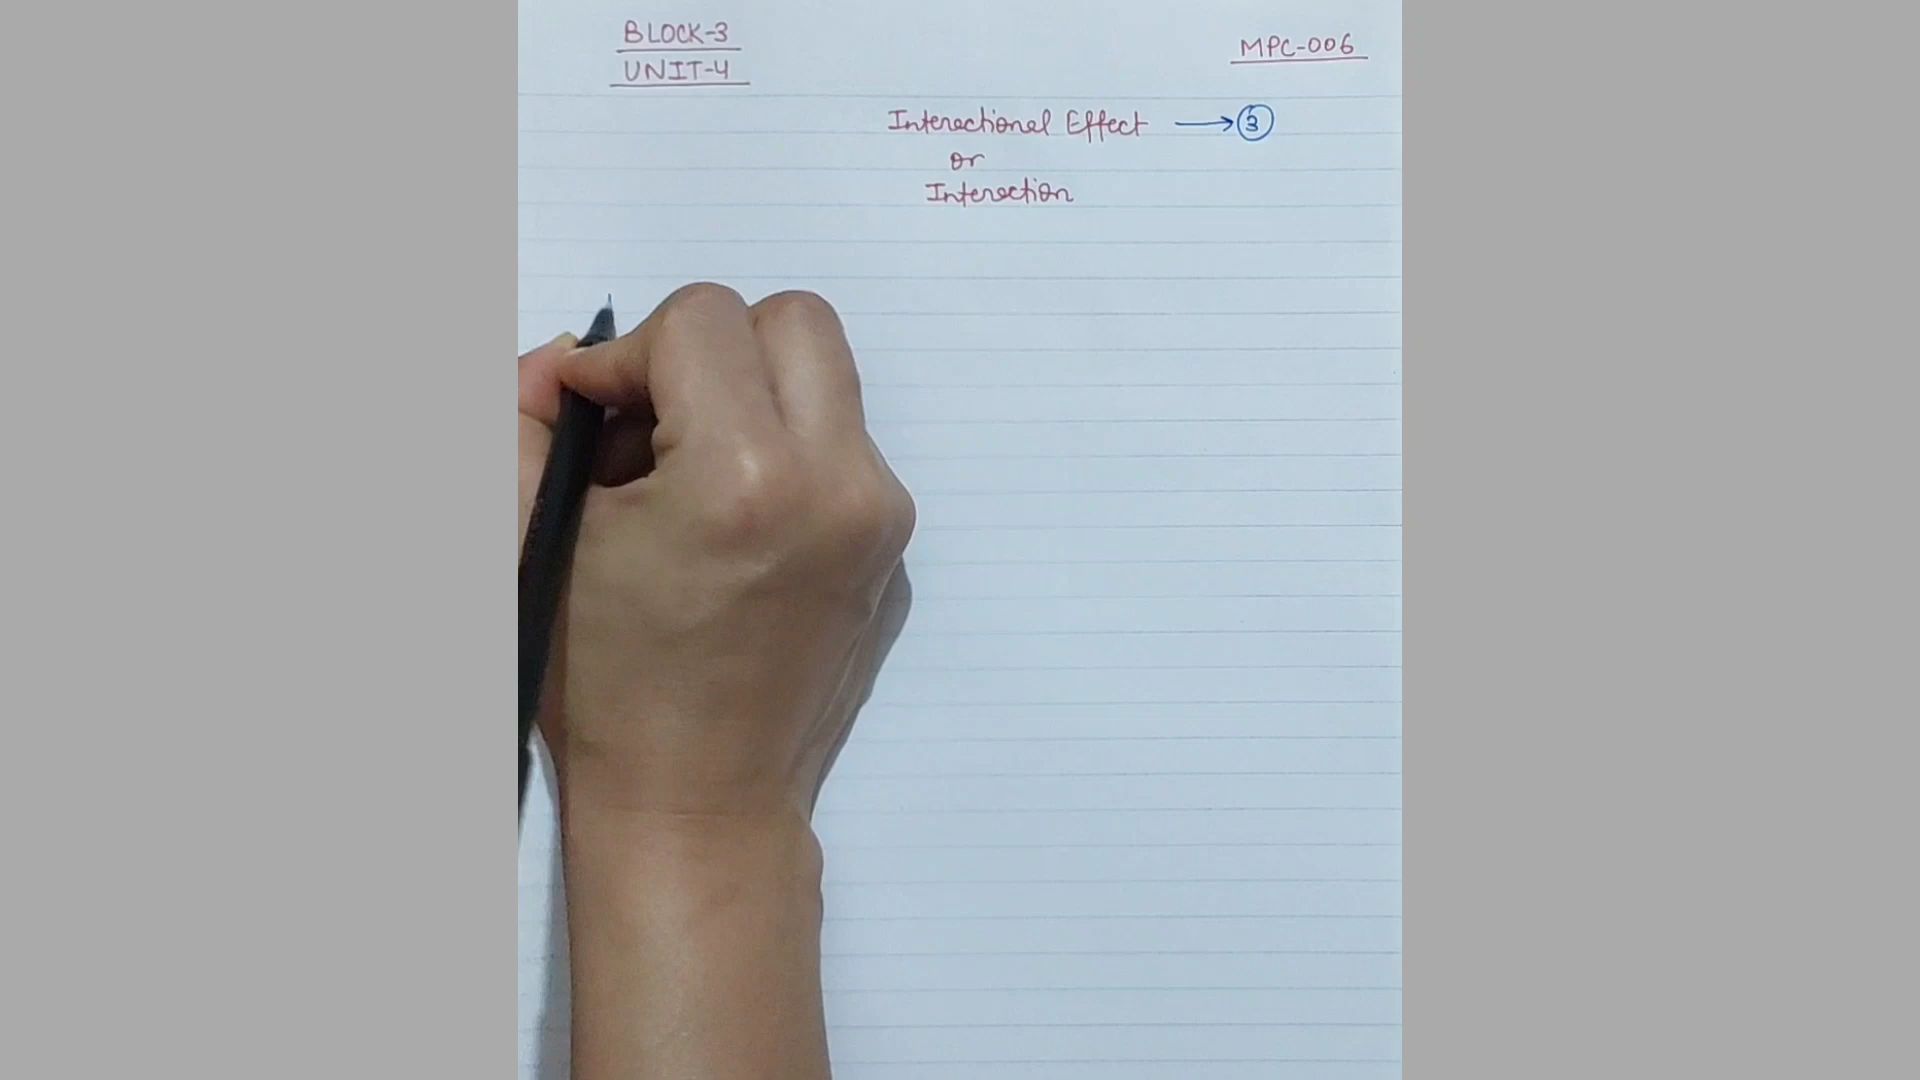 BLOCK-3
UNIT-4
MPC-006
Interectional Effect → 3
or
Interection